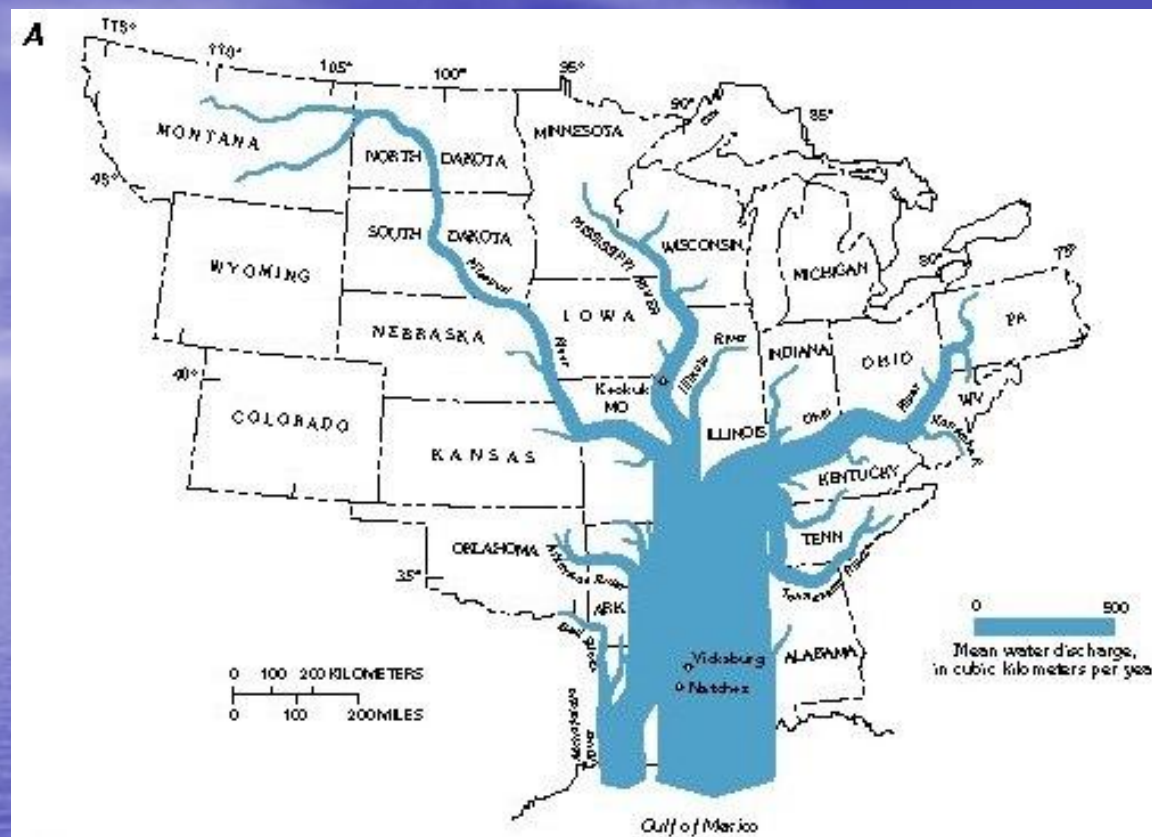 A
115°
110°
105°
100°
95°
90°
85°
MONTANA
NORTH DAKOTA
MINNESOTA
45°
SOUTH DAKOTA
WYOMING
Missouri
River
MISSISSIPPI RIVER
WISCONSIN
MICHIGAN
80°
75°
NEBRASKA
IOWA
PA
Illinois River
INDIANA
OHIO
40°
Keokuk
MO
COLORADO
KANSAS
ILLINOIS
Ohio River
WV
Kanawha R
KENTUCKY
OKLAHOMA
TENN
35°
Arkansas River
Tennessee River
ARK
Red River
Vicksburg
ALABAMA
Natchez
Atchafalaya River
0 500
Mean water discharge,
in cubic kilometers per year
0 100 200 KILOMETERS
0 100 200 MILES
Gulf of Mexico